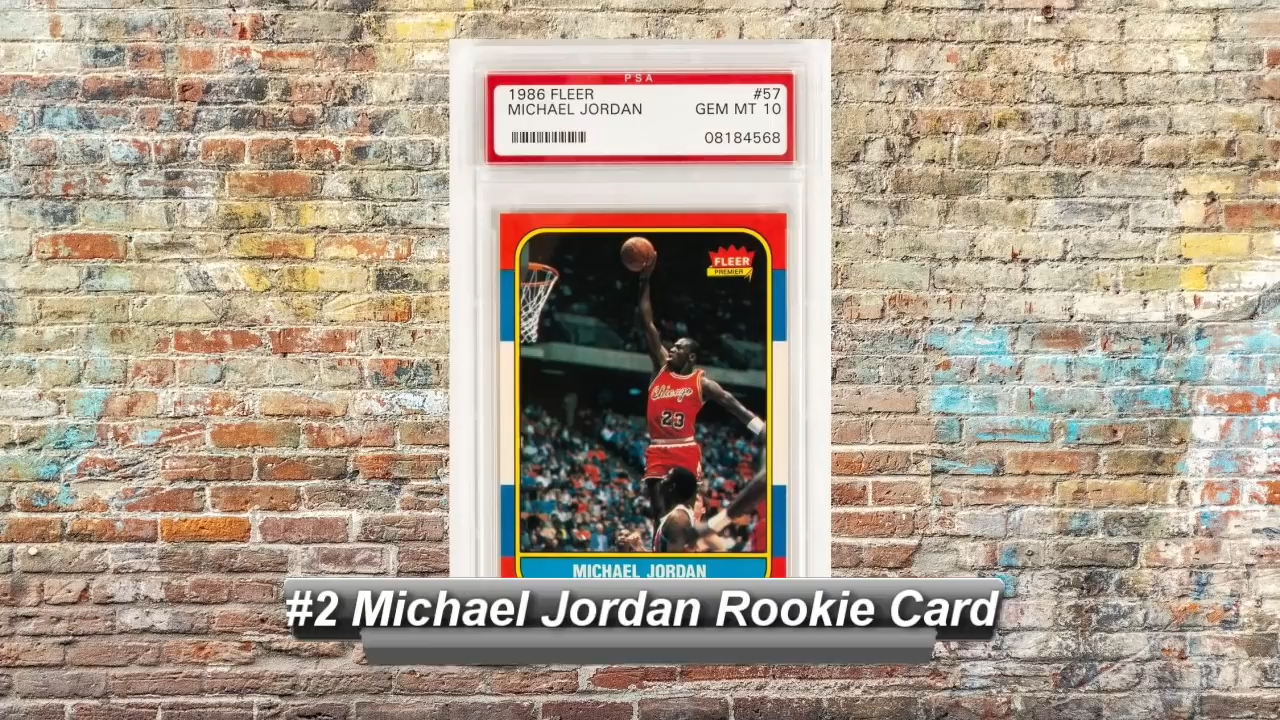 PSA
1986 FLEER #57
MICHAEL JORDAN GEM MT 10
08184568
FLEER
PREMIER
Chicago
23
MICHAEL JORDAN
#2 Michael Jordan Rookie Card